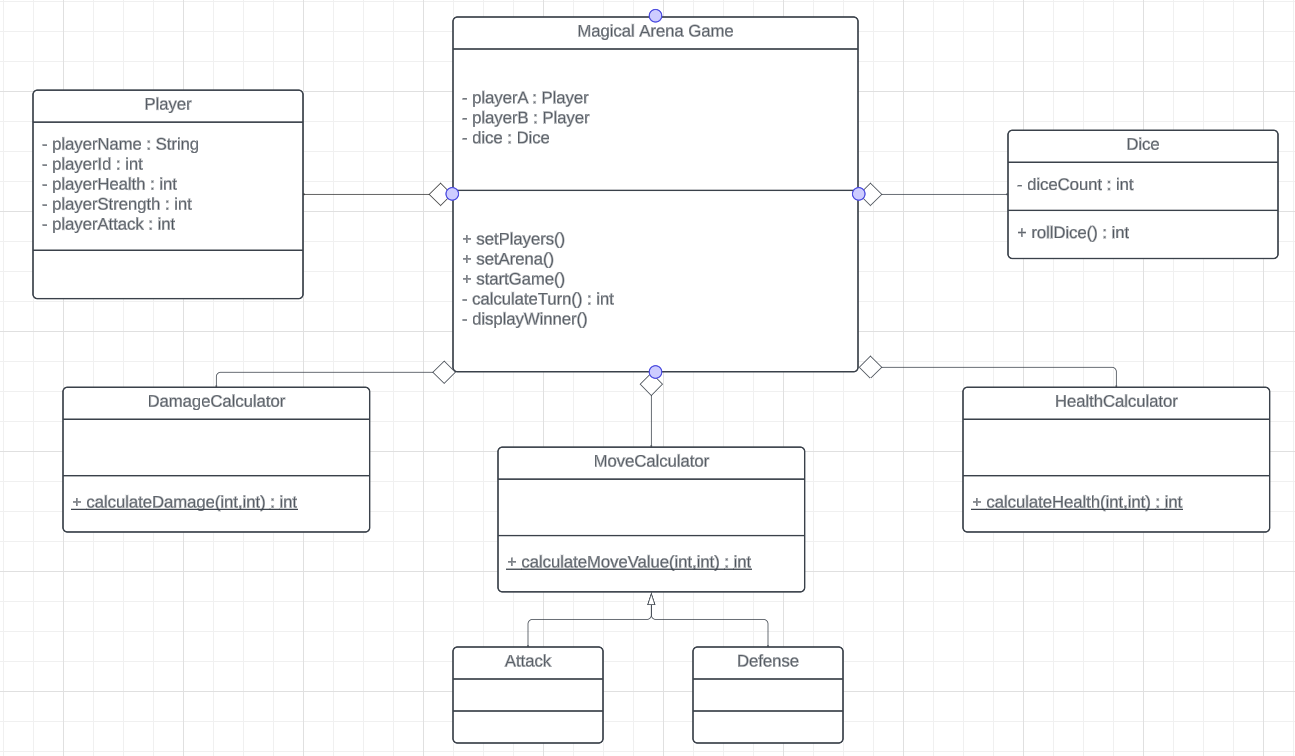 Magical Arena Game
- playerA : Player
- playerB : Player
- dice : Dice
+ setPlayers()
+ setArena()
+ startGame()
- calculateTurn() : int
- displayWinner()
Player
- playerName : String
- playerId : int
- playerHealth : int
- playerStrength : int
- playerAttack : int
Dice
- diceCount : int
+ rollDice() : int
DamageCalculator
+ calculateDamage(int,int) : int
MoveCalculator
+ calculateMoveValue(int,int) : int
HealthCalculator
+ calculateHealth(int,int) : int
Attack
Defense